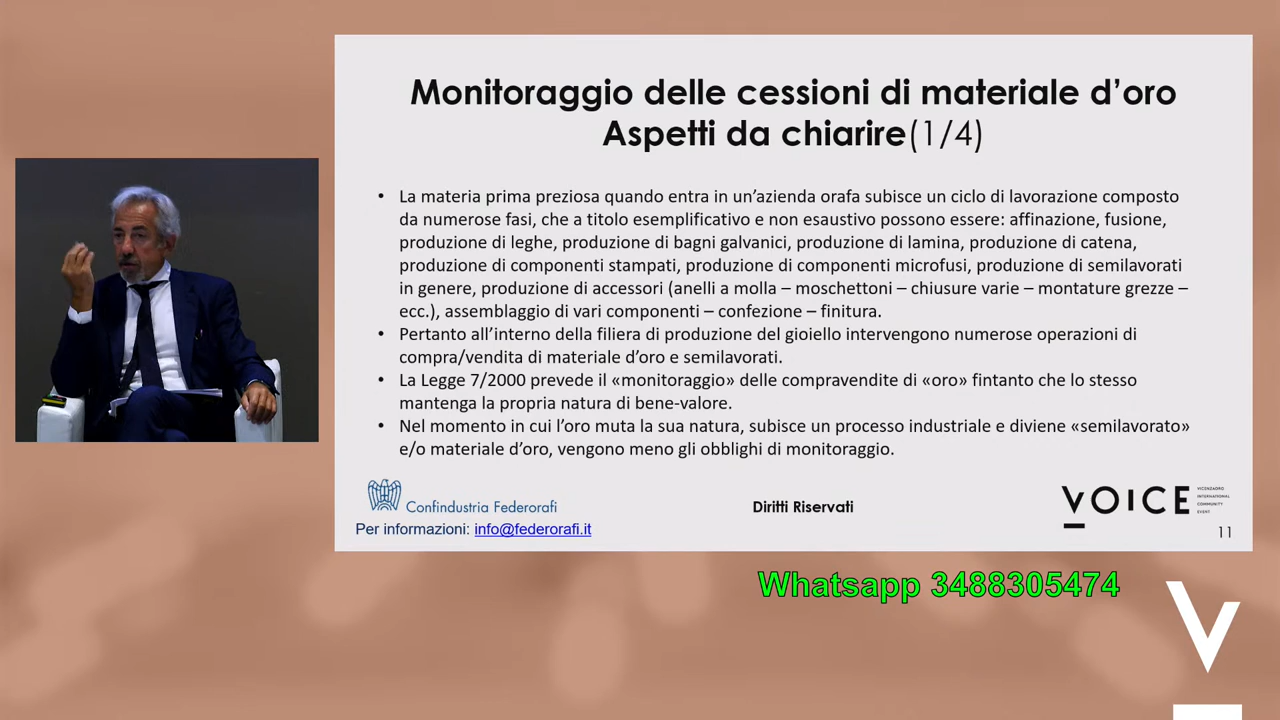 Monitoraggio delle cessioni di materiale d’oro
Aspetti da chiarire(1/4)
• La materia prima preziosa quando entra in un’azienda orafa subisce un ciclo di lavorazione composto
da numerose fasi, che a titolo esemplificativo e non esaustivo possono essere: affinazione, fusione,
produzione di leghe, produzione di bagni galvanici, produzione di lamina, produzione di catena,
produzione di componenti stampati, produzione di componenti microfusi, produzione di semilavorati
in genere, produzione di accessori (anelli a molla – moschettoni – chiusure varie – montature grezze –
ecc.), assemblaggio di vari componenti – confezione – finitura.
• Pertanto all’interno della filiera di produzione del gioiello intervengono numerose operazioni di
compra/vendita di materiale d’oro e semilavorati.
• La Legge 7/2000 prevede il «monitoraggio» delle compravendite di «oro» fintanto che lo stesso
mantenga la propria natura di bene-valore.
• Nel momento in cui l’oro muta la sua natura, subisce un processo industriale e diviene «semilavorato»
e/o materiale d’oro, vengono meno gli obblighi di monitoraggio.
Confindustria Federorafi
Per informazioni: info@federorafi.it
Diritti Riservati
VOICE
VICENZAORO
INTERNATIONAL
COMMUNITY
EVENT
11
Whatsapp 3488305474
V